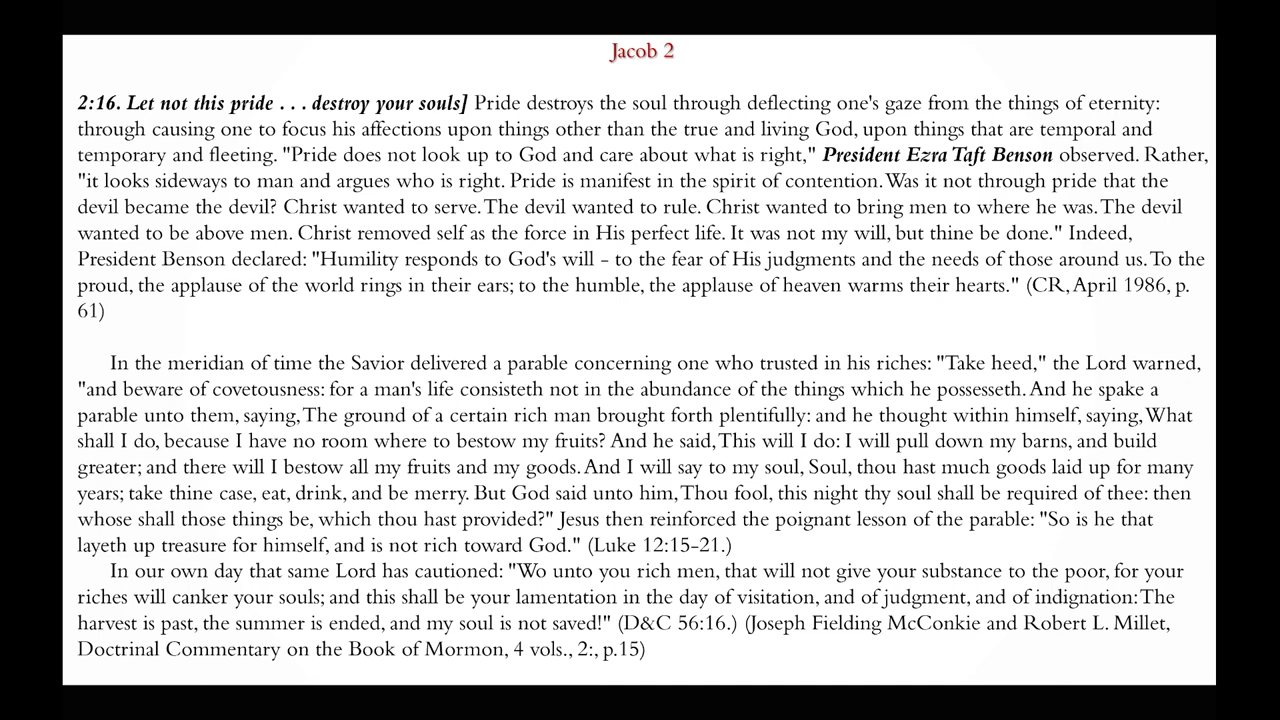 Jacob 2
2:16. Let not this pride . . . destroy your souls] Pride destroys the soul through deflecting one's gaze from the things of eternity:
through causing one to focus his affections upon things other than the true and living God, upon things that are temporal and
temporary and fleeting. "Pride does not look up to God and care about what is right," President Ezra Taft Benson observed. Rather,
"it looks sideways to man and argues who is right. Pride is manifest in the spirit of contention. Was it not through pride that the
devil became the devil? Christ wanted to serve. The devil wanted to rule. Christ wanted to bring men to where he was. The devil
wanted to be above men. Christ removed self as the force in His perfect life. It was not my will, but thine be done." Indeed,
President Benson declared: "Humility responds to God's will - to the fear of His judgments and the needs of those around us. To the
proud, the applause of the world rings in their ears; to the humble, the applause of heaven warms their hearts." (CR, April 1986, p.
61)
In the meridian of time the Savior delivered a parable concerning one who trusted in his riches: "Take heed," the Lord warned,
"and beware of covetousness: for a man's life consisteth not in the abundance of the things which he possesseth. And he spake a
parable unto them, saying, The ground of a certain rich man brought forth plentifully: and he thought within himself, saying, What
shall I do, because I have no room where to bestow my fruits? And he said, This will I do: I will pull down my barns, and build
greater; and there will I bestow all my fruits and my goods. And I will say to my soul, Soul, thou hast much goods laid up for many
years; take thine case, eat, drink, and be merry. But God said unto him, Thou fool, this night thy soul shall be required of thee: then
whose shall those things be, which thou hast provided?" Jesus then reinforced the poignant lesson of the parable: "So is he that
layeth up treasure for himself, and is not rich toward God." (Luke 12:15-21.)
In our own day that same Lord has cautioned: "Wo unto you rich men, that will not give your substance to the poor, for your
riches will canker your souls; and this shall be your lamentation in the day of visitation, and of judgment, and of indignation: The
harvest is past, the summer is ended, and my soul is not saved!" (D&C 56:16.) (Joseph Fielding McConkie and Robert L. Millet,
Doctrinal Commentary on the Book of Mormon, 4 vols., 2:, p.15)